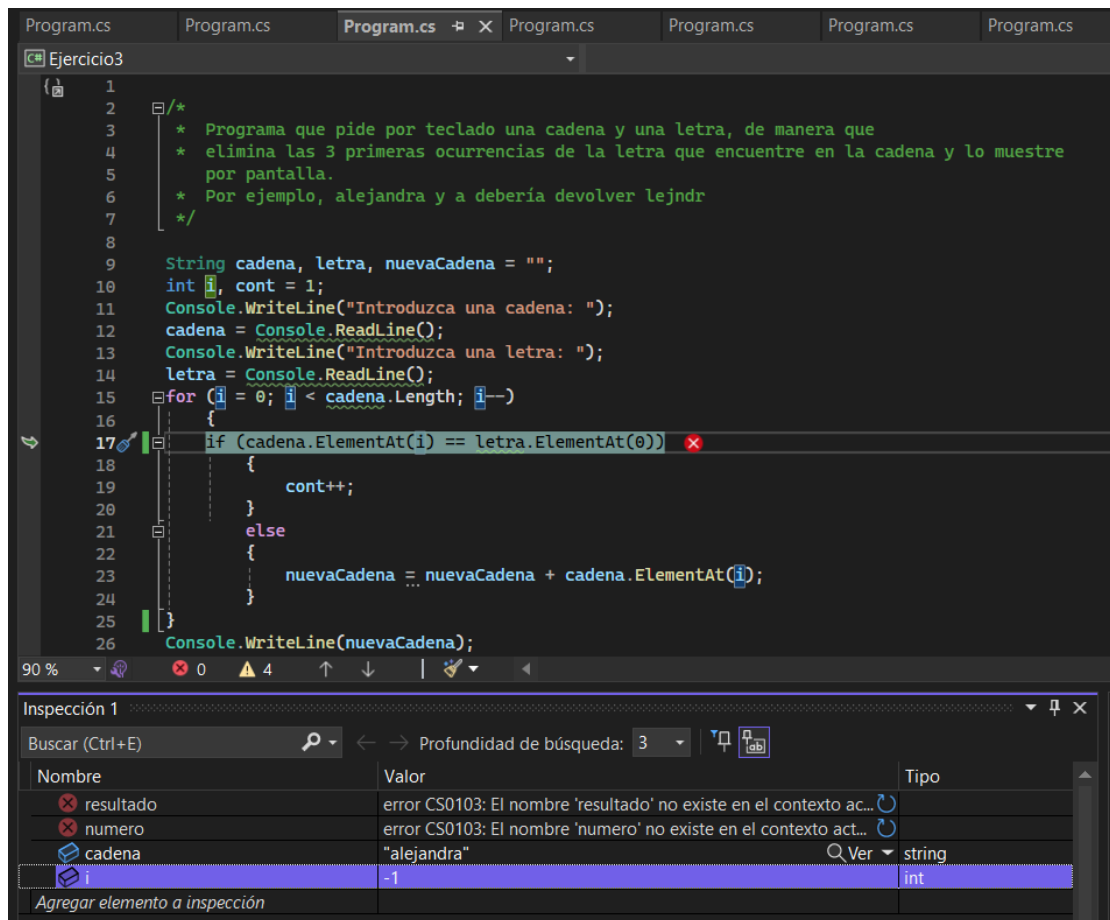 Program.cs Program.cs Program.cs Program.cs Program.cs Program.cs Program.cs
C# Ejercicio3
1
2 /*
3 * Programa que pide por teclado una cadena y una letra, de manera que
4 * elimina las 3 primeras ocurrencias de la letra que encuentre en la cadena y lo muestre
5 por pantalla.
6 * Por ejemplo, alejandra y a debería devolver lejndr
7 */
8
9 String cadena, letra, nuevaCadena = "";
10 int i, cont = 1;
11 Console.WriteLine("Introduzca una cadena: ");
12 cadena = Console.ReadLine();
13 Console.WriteLine("Introduzca una letra: ");
14 letra = Console.ReadLine();
15 for (i = 0; i < cadena.Length; i--)
16 {
17 if (cadena.ElementAt(i) == letra.ElementAt(0))
18 {
19 cont++;
20 }
21 else
22 {
23 nuevaCadena = nuevaCadena + cadena.ElementAt(i);
24 }
25 }
26 Console.WriteLine(nuevaCadena);
90 % 0 4
Inspección 1
Buscar (Ctrl+E) Profundidad de búsqueda: 3
Nombre Valor Tipo
resultado error CS0103: El nombre 'resultado' no existe en el contexto ac...
numero error CS0103: El nombre 'numero' no existe en el contexto act...
cadena "alejandra" Ver string
i -1 int
Agregar elemento a inspección